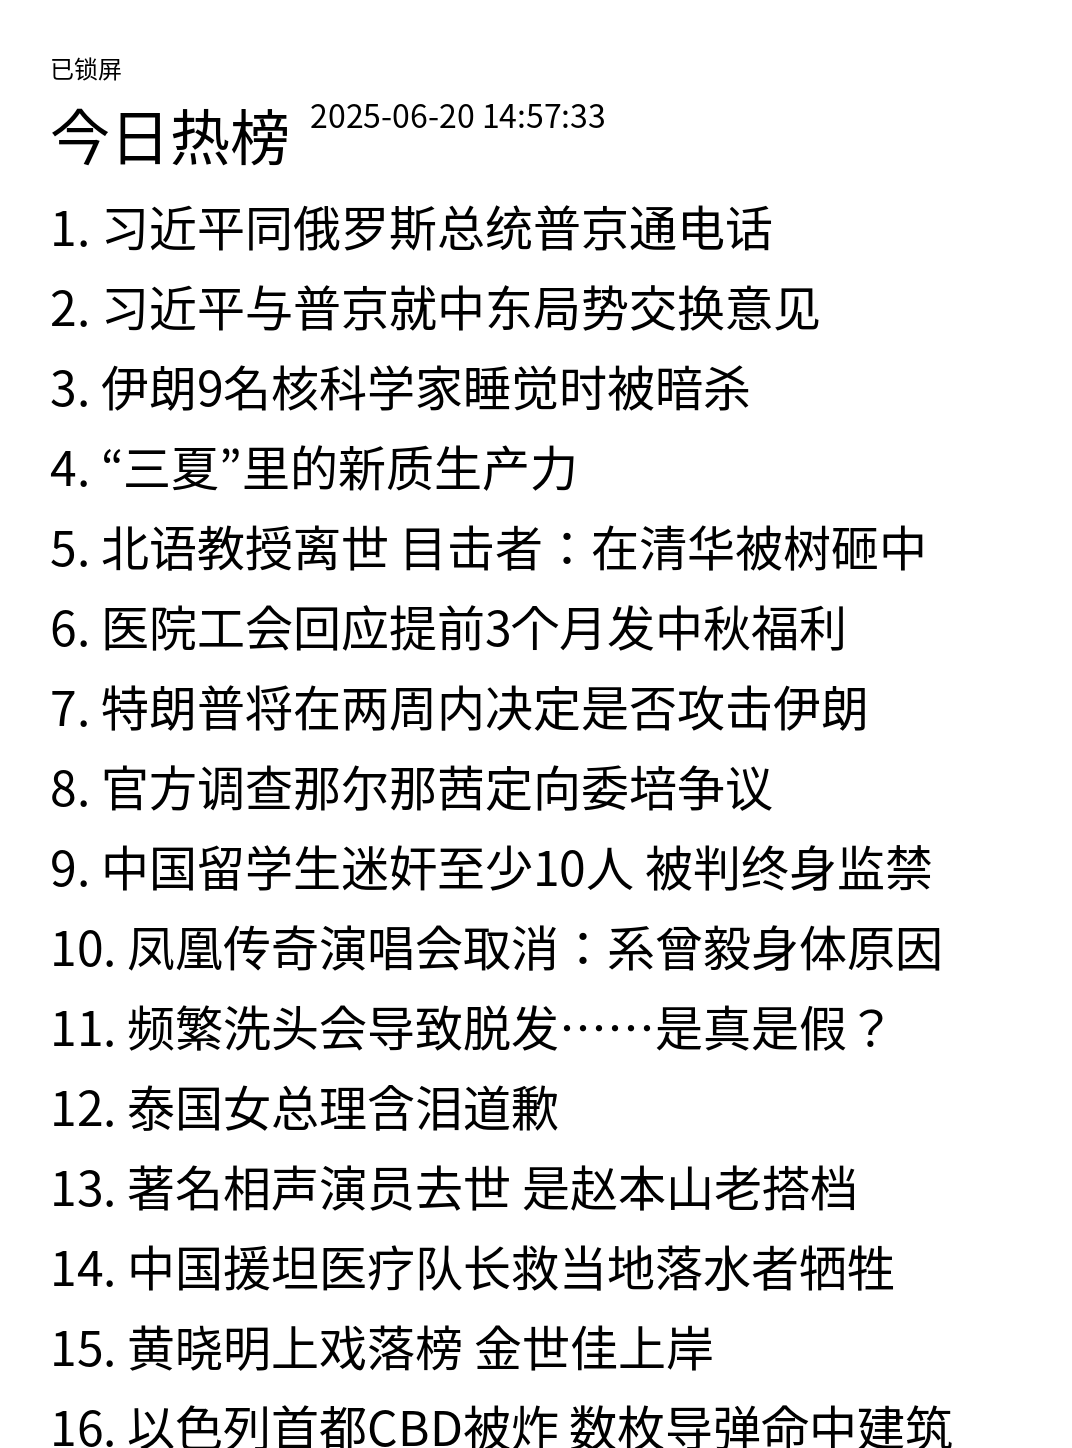 已锁屏
今日热榜 2025-06-20 14:57:33
1. 习近平同俄罗斯总统普京通电话
2. 习近平与普京就中东局势交换意见
3. 伊朗9名核科学家睡觉时被暗杀
4. “三夏”里的新质生产力
5. 北语教授离世 目击者：在清华被树砸中
6. 医院工会回应提前3个月发中秋福利
7. 特朗普将在两周内决定是否攻击伊朗
8. 官方调查那尔那茜定向委培争议
9. 中国留学生迷奸至少10人 被判终身监禁
10. 凤凰传奇演唱会取消：系曾毅身体原因
11. 频繁洗头会导致脱发……是真是假？
12. 泰国女总理含泪道歉
13. 著名相声演员去世 是赵本山老搭档
14. 中国援坦医疗队长救当地落水者牺牲
15. 黄晓明上戏落榜 金世佳上岸
16. 以色列首都CBD被炸 数枚导弹命中建筑